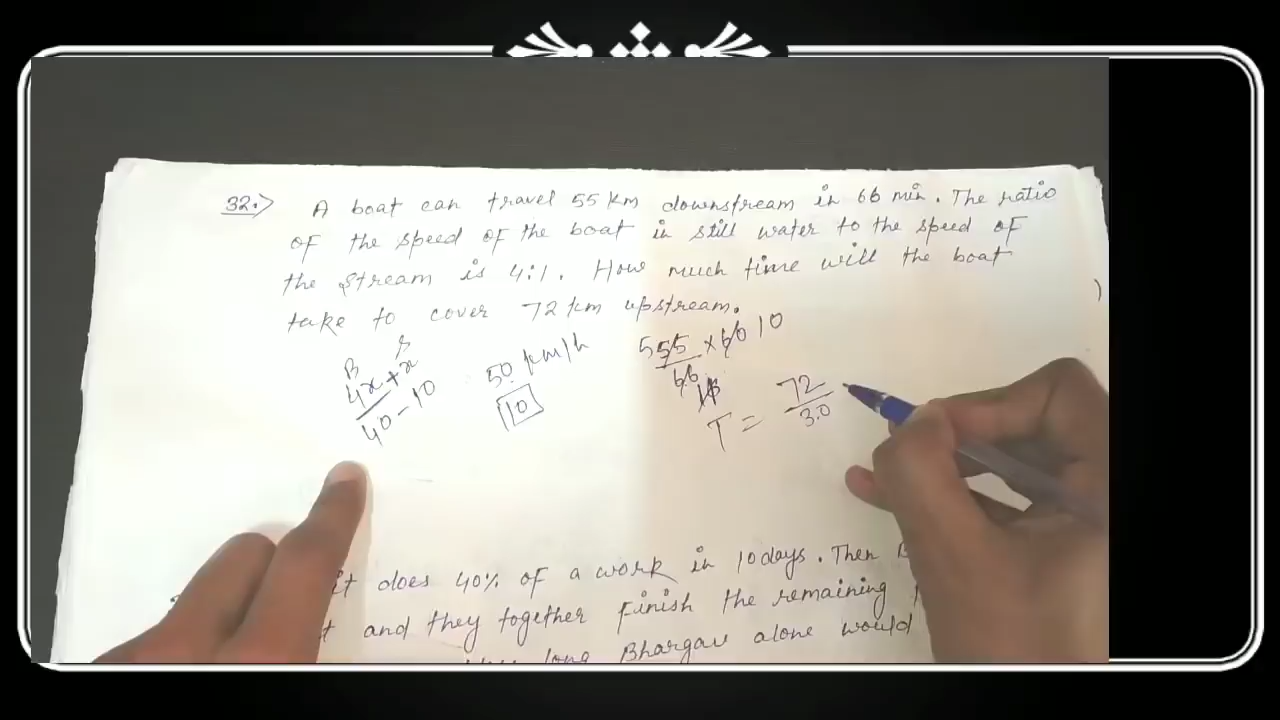 32.> A boat can travel 55 km downstream in 66 min. The ratio
of the speed of the boat in still water to the speed of
the stream is 4:1. How much time will the boat
take to cover 72 km upstream.
B S
4x+x
40-10
50 km/h
10
555 × 60 10
66
T = 72
30
it does 40% of a work in 10 days. Then
and they together finish the remaining
long Bhargav alone would